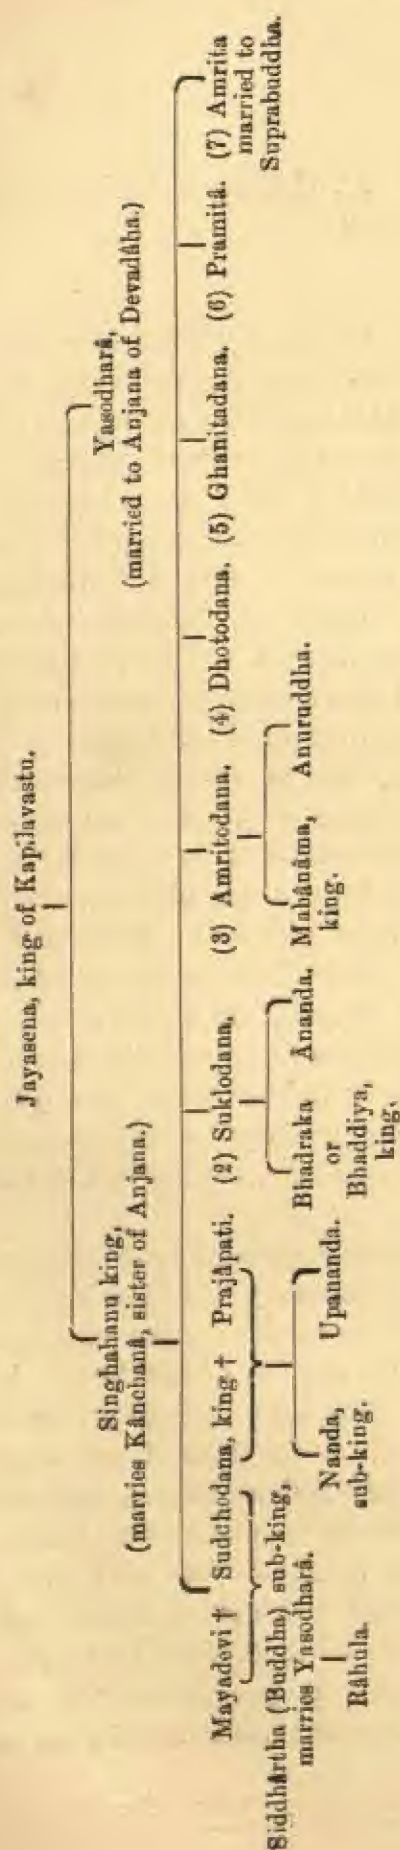 Jayasena, king of Kapilavastu.
Singhahanu king,
(marries Kânchanâ, sister of Anjana.)
Yasodharâ,
(married to Anjana of Devadâha.)
Mayadevi † Sudchodana, king † Prajâpati. (2) Suklodana, (3) Amritodana, (4) Dhotodana, (5) Ghanitadana, (6) Pramitâ. (7) Amrita
married to
Suprabuddha.
Siddhârtha (Buddha) sub-king,
marries Yasodharâ.
Nanda,
sub-king.
Upananda.
Bhadraka
or
Bhaddiya,
king.
Ananda.
Mahânâma,
king.
Anuruddha.
Râhula.